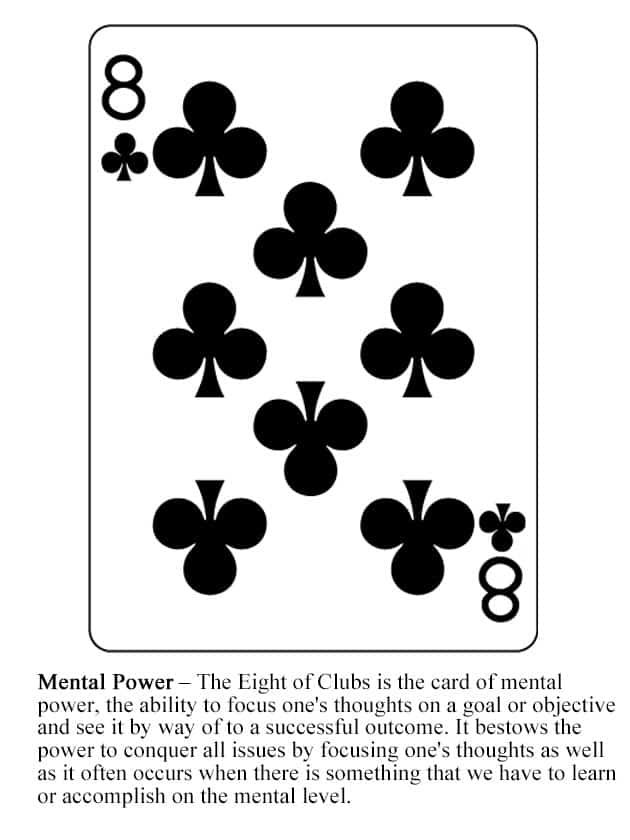 8
Mental Power – The Eight of Clubs is the card of mental
power, the ability to focus one's thoughts on a goal or objective
and see it by way of to a successful outcome. It bestows the
power to conquer all issues by focusing one's thoughts as well
as it often occurs when there is something that we have to learn
or accomplish on the mental level.
8